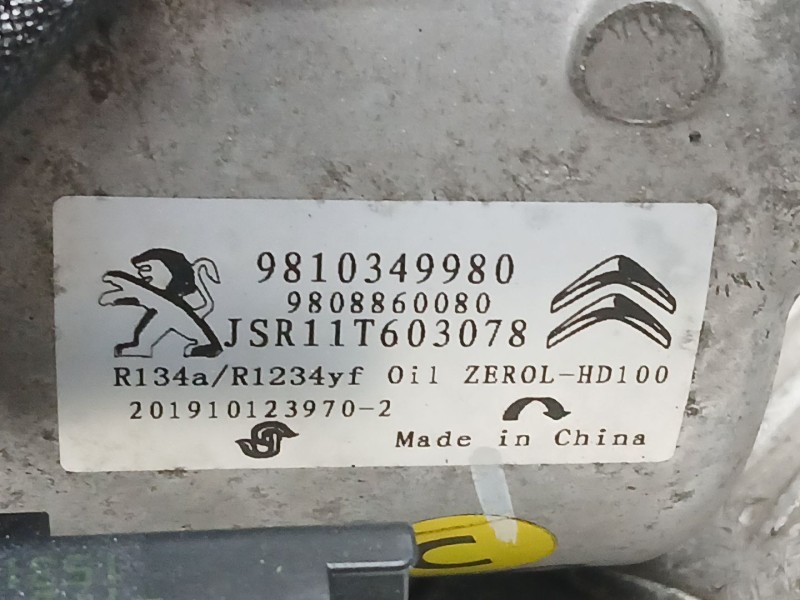 9810349980
9808860080
JSR11T603078
R134a/R1234yf Oil ZEROL-HD100
201910123970-2
Made in China